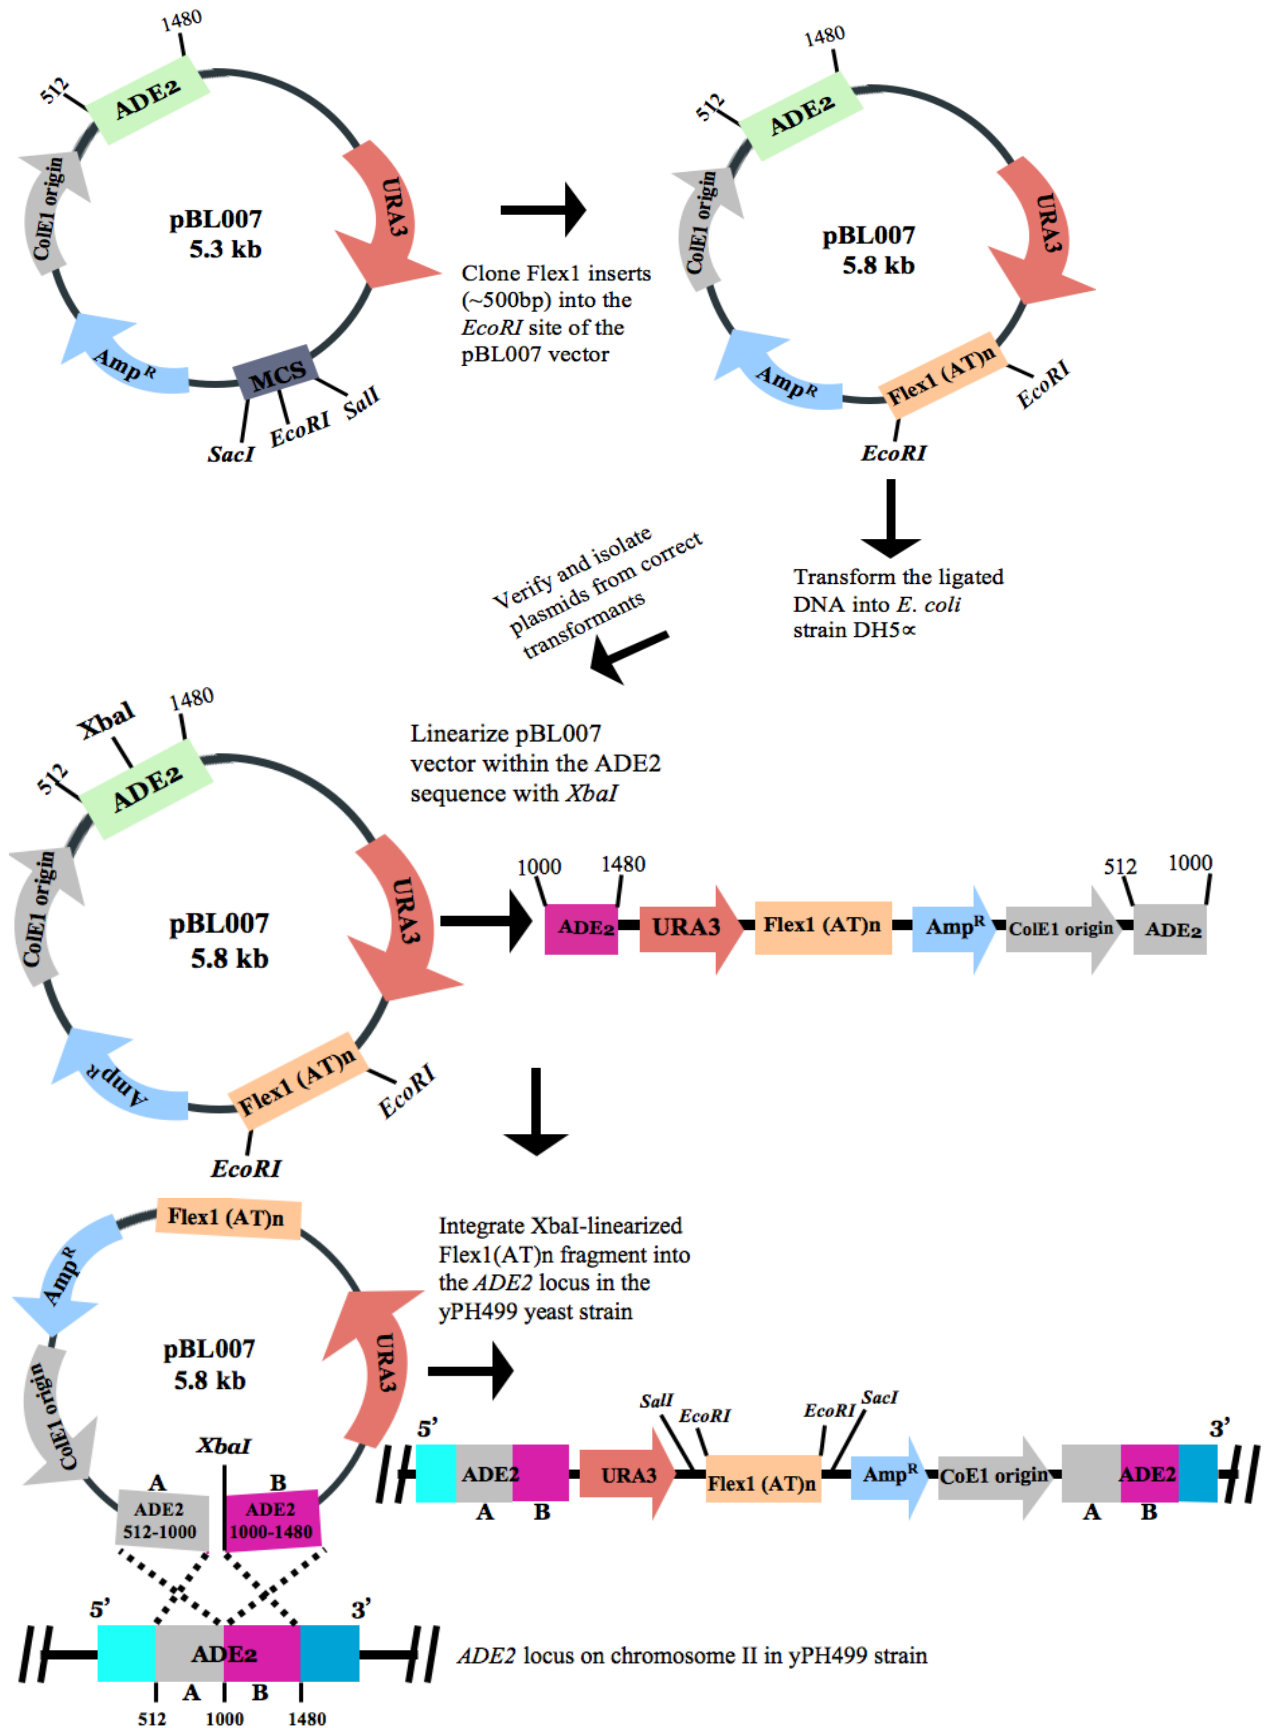 1480
512
ADE2
ColE1 origin
pBL007
5.3 kb
URA3
Amp R
MCS
SalI
EcoRI
SacI
Clone Flex1 inserts
(~500bp) into the
EcoRI site of the
pBL007 vector
1480
512
ADE2
ColE1 origin
pBL007
5.8 kb
URA3
AmpR
Flex1 (AT)n
EcoRI
EcoRI
Transform the ligated
DNA into E. coli
strain DH5∝
Verify and isolate
plasmids from correct
transformants
Linearize pBL007
vector within the ADE2
sequence with XbaI
XbaI
1480
512
ADE2
ColE1 origin
pBL007
5.8 kb
URA3
AmpR
Flex1 (AT)n
EcoRI
EcoRI
1000
1480
512
1000
ADE2
URA3
Flex1 (AT)n
AmpR
ColE1 origin
ADE2
Integrate XbaI-linearized
Flex1(AT)n fragment into
the ADE2 locus in the
yPH499 yeast strain
Flex1 (AT)n
AmpR
ColE1 origin
pBL007
5.8 kb
URA3
XbaI
A
B
ADE2
512-1000
ADE2
1000-1480
5’
SalI
EcoRI
EcoRI
SacI
3’
ADE2
URA3
Flex1 (AT)n
AmpR
CoE1 origin
ADE2
A
B
A
B
5’
3’
ADE2
A
B
512
1000
1480
ADE2 locus on chromosome II in yPH499 strain